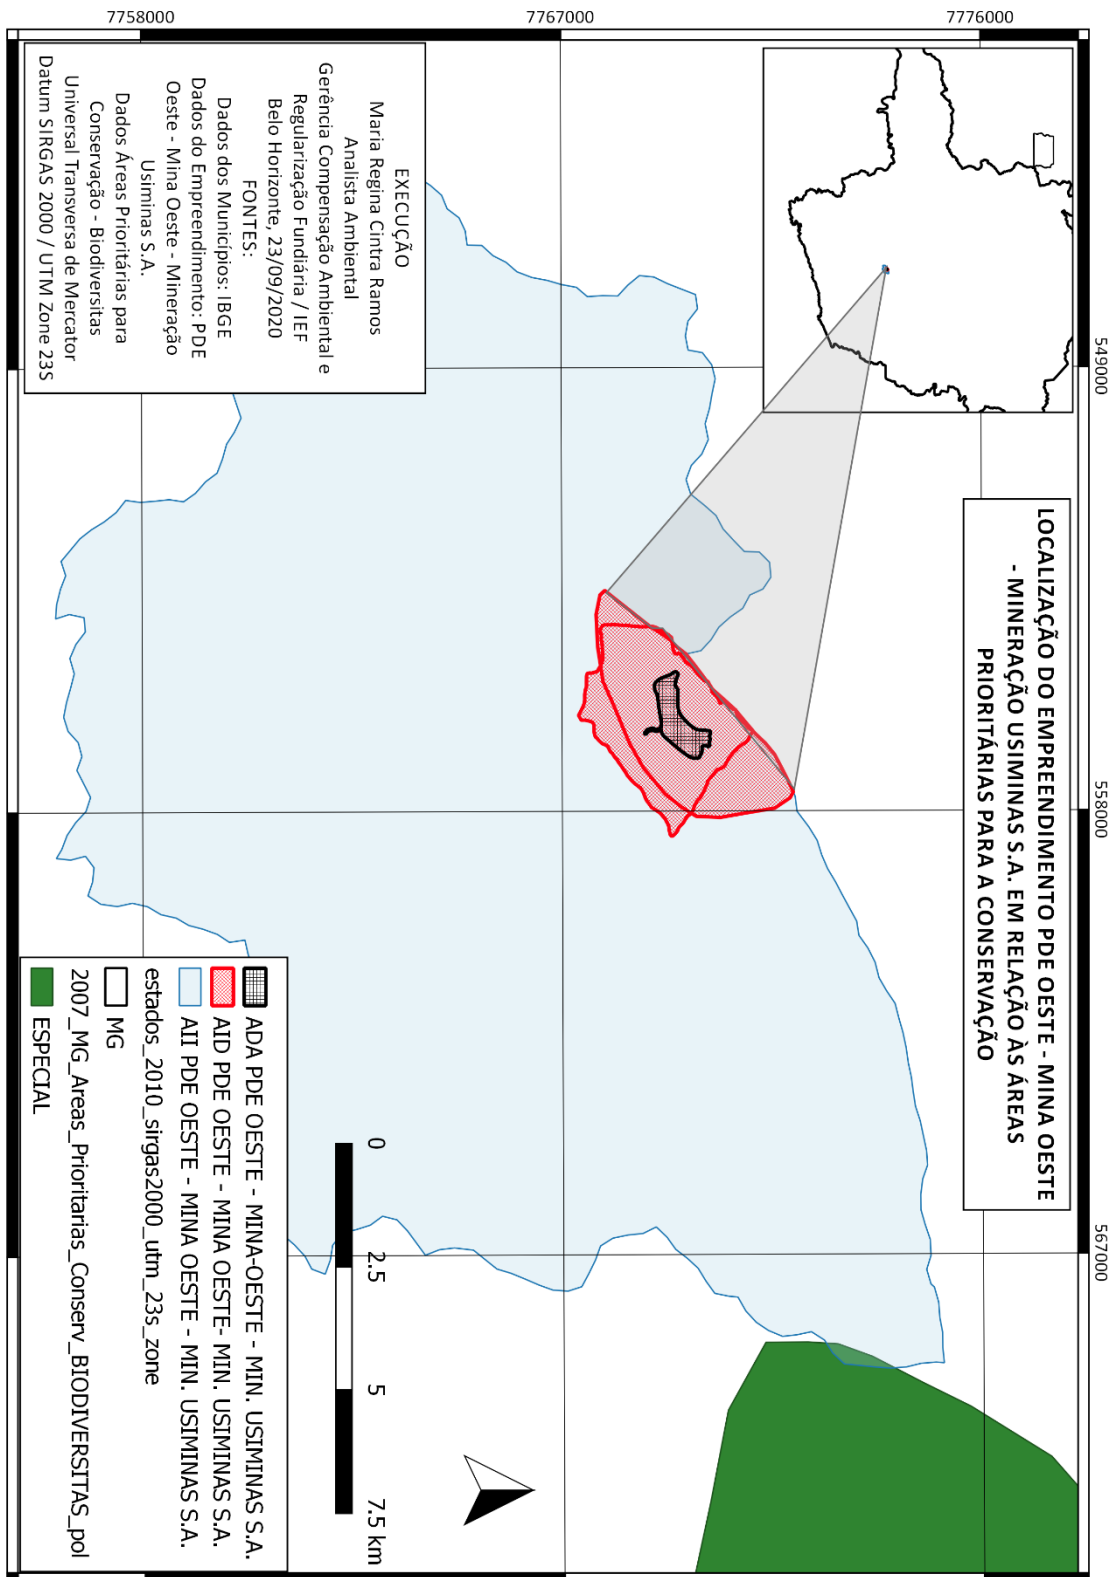 LOCALIZAÇÃO DO EMPREENDIMENTO PDE OESTE - MINA OESTE
- MINERAÇÃO USIMINAS S.A. EM RELAÇÃO ÀS ÁREAS
PRIORITÁRIAS PARA A CONSERVAÇÃO
549000
558000
567000
7776000
7767000
7758000
EXECUÇÃO
Maria Regina Cintra Ramos
Analista Ambiental
Gerência Compensação Ambiental e
Regularização Fundiária / IEF
Belo Horizonte, 23/09/2020
FONTES:
Dados dos Municípios: IBGE
Dados do Empreendimento: PDE
Oeste - Mina Oeste - Mineração
Usiminas S.A.
Dados Áreas Prioritárias para
Conservação - Biodiversitas
Universal Transversa de Mercator
Datum SIRGAS 2000 / UTM Zone 23S
0
2.5
5
7.5 km
ADA PDE OESTE - MINA-OESTE - MIN. USIMINAS S.A.
AID PDE OESTE - MINA OESTE- MIN. USIMINAS S.A.
AII PDE OESTE - MINA OESTE - MIN. USIMINAS S.A.
estados_2010_sirgas2000_utm_23s_zone
MG
2007_MG_Areas_Prioritarias_Conserv_BIODIVERSITAS_pol
ESPECIAL